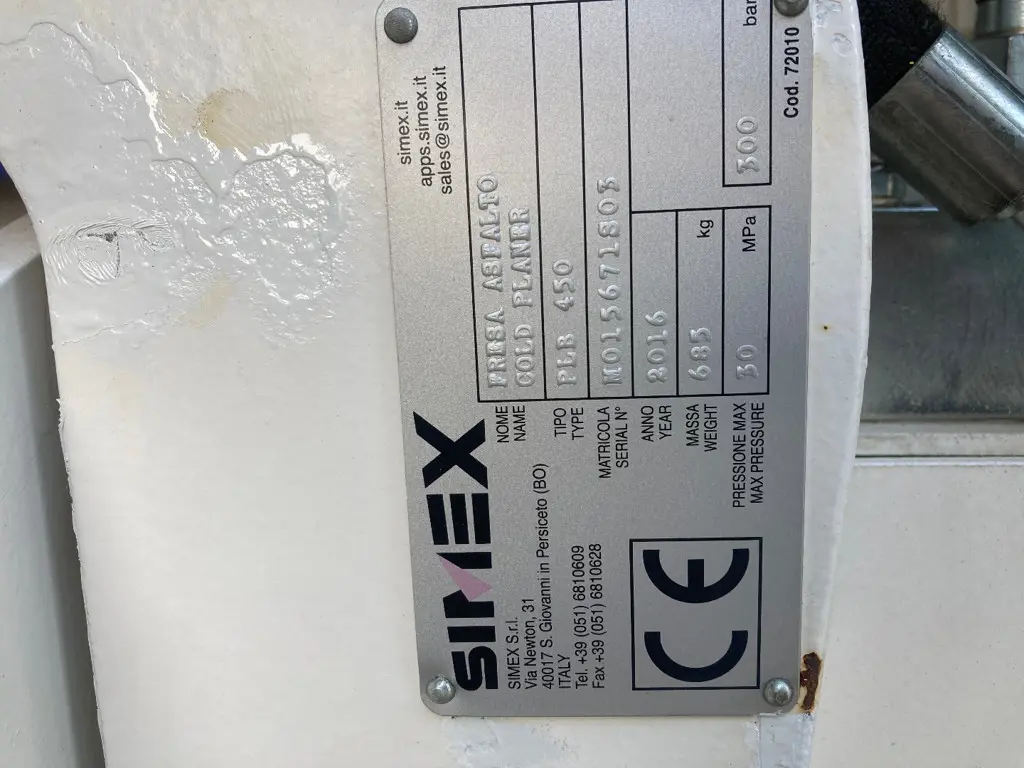 SIMEX
simex.it
apps.simex.it
sales@simex.it
SIMEX S.r.l.
Via Newton, 31
40017 S. Giovanni in Persiceto (BO)
ITALY
Tel. +39 (051) 6810609
Fax +39 (051) 6810628
CE
NOME FRESA ASFALTO
NAME COLD PLANER
TIPO
TYPE PLB 450
MATRICOLA
SERIAL N° M015671803
ANNO
YEAR 2016
MASSA
WEIGHT 685 kg
PRESSIONE MAX
MAX PRESSURE 30 MPa 300 bar
Cod. 72010